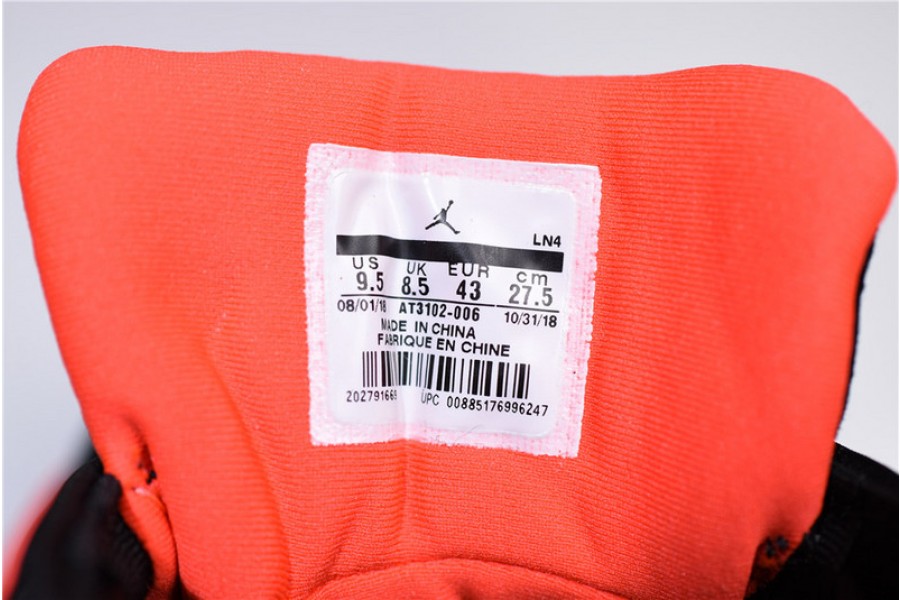 LN4
US UK EUR cm
9.5 8.5 43 27.5
08/01/18 AT3102-006 10/31/18
MADE IN CHINA
FABRIQUE EN CHINE
202791669 UPC 00885176996247